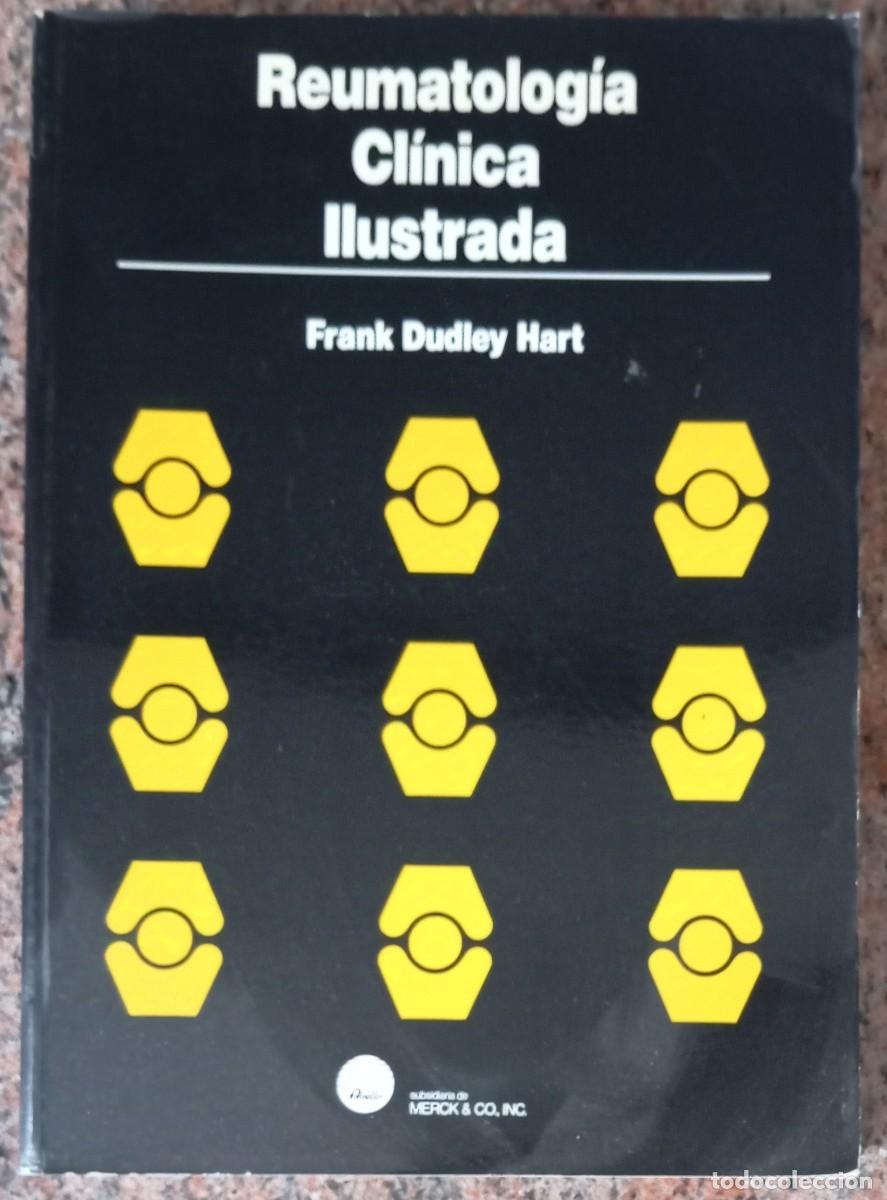 Reumatología
Clínica
Ilustrada
Frank Dudley Hart
subsidiaria de
MERCK & CO., INC.
todocoleccion